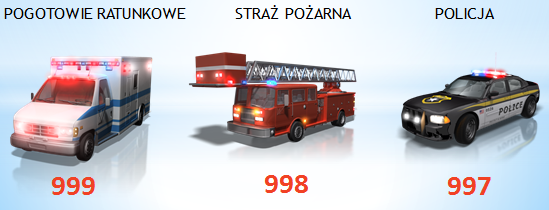 POGOTOWIE RATUNKOWE
STRAŻ POŻARNA
POLICJA
POLICE
999
998
997